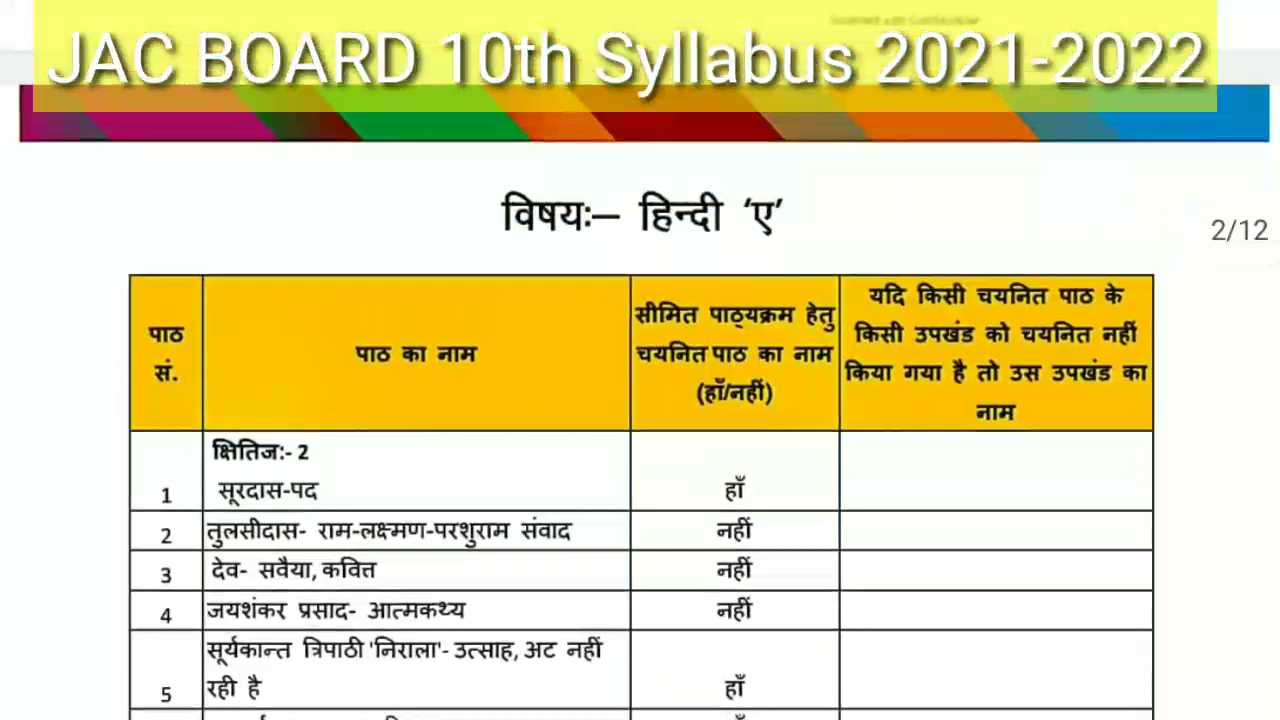 JAC BOARD 10th Syllabus 2021-2022
विषयः– हिन्दी ‘ए’
2/12
पाठ सं.
पाठ का नाम
सीमित पाठ्यक्रम हेतु
चयनित पाठ का नाम
(हाँ/नहीं)
यदि किसी चयनित पाठ के
किसी उपखंड को चयनित नहीं
किया गया है तो उस उपखंड का
नाम
क्षितिज:- 2
1 सूरदास-पद हाँ
2 तुलसीदास- राम-लक्ष्मण-परशुराम संवाद नहीं
3 देव- सवैया, कवित्त नहीं
4 जयशंकर प्रसाद- आत्मकथ्य नहीं
सूर्यकान्त त्रिपाठी 'निराला'- उत्साह, अट नहीं
5 रही है हाँ